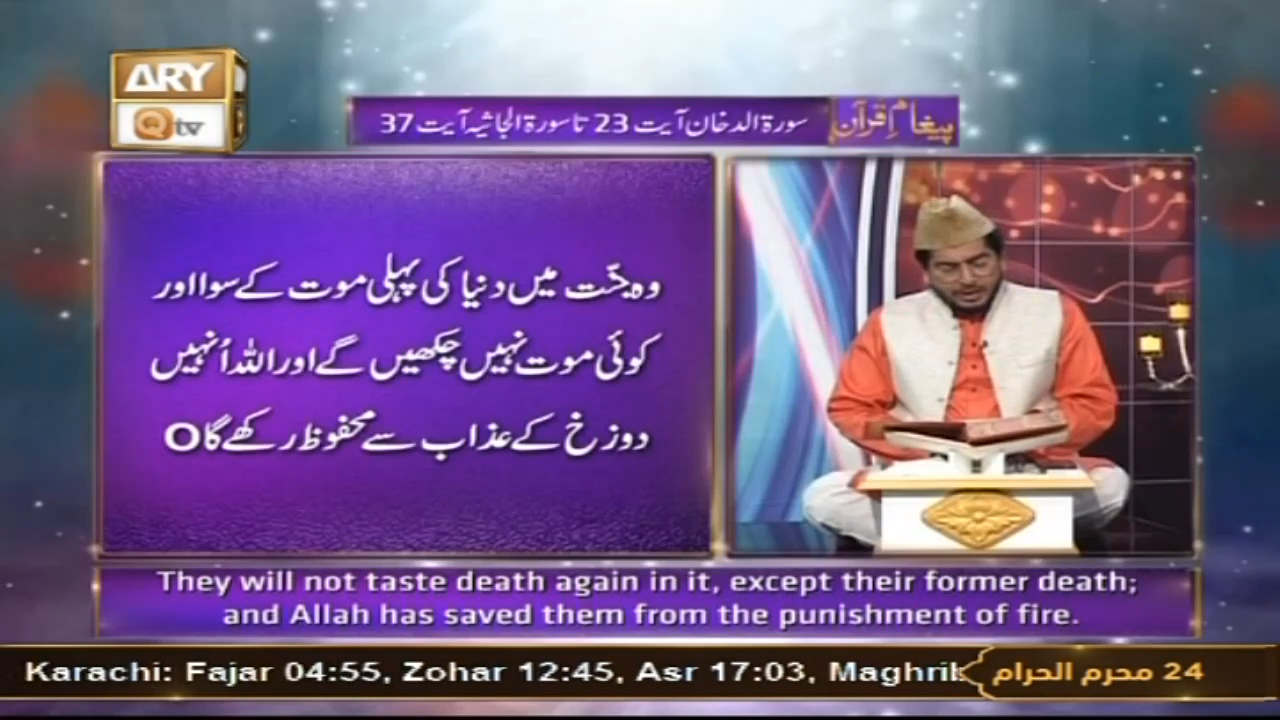 ARY
Qtv
پیغامِ قرآن
سورۃ الدخان آیت 23 تا سورۃ الجاثیہ آیت 37
وہ جنّت میں دنیا کی پہلی موت کے سوا اور
کوئی موت نہیں چکھیں گے اور اللہ اُنہیں
دوزخ کے عذاب سے محفوظ رکھے گاO
They will not taste death again in it, except their former death;
and Allah has saved them from the punishment of fire.
Karachi: Fajar 04:55, Zohar 12:45, Asr 17:03, Maghrib
24 محرم الحرام